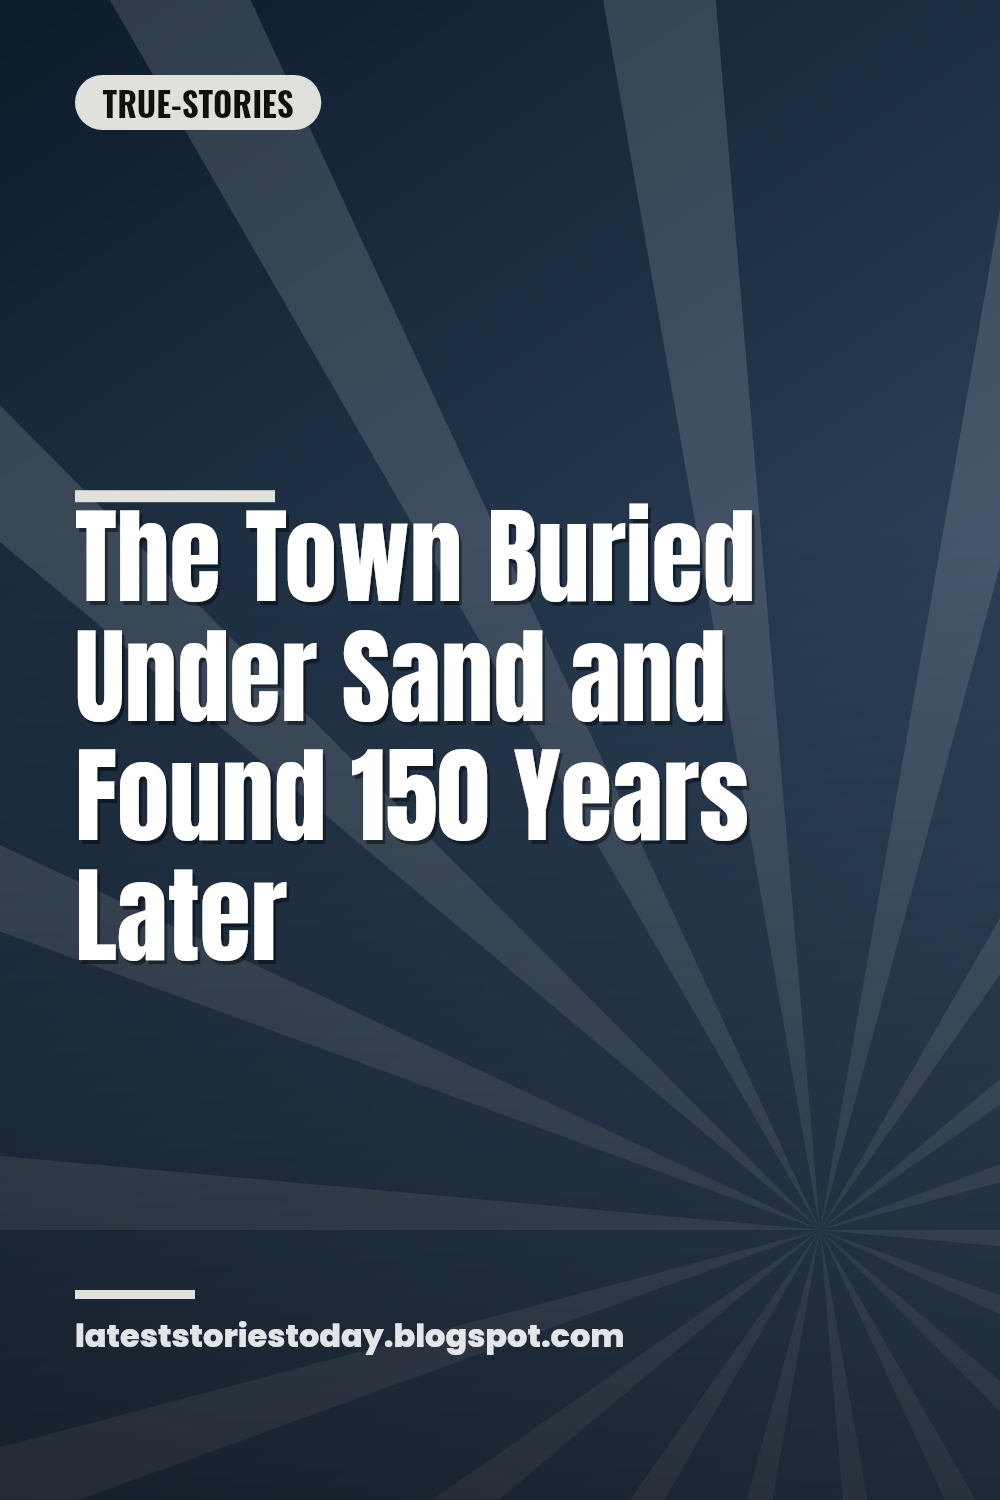 TRUE-STORIES
The Town Buried
Under Sand and
Found 150 Years
Later
lateststoriestoday.blogspot.com